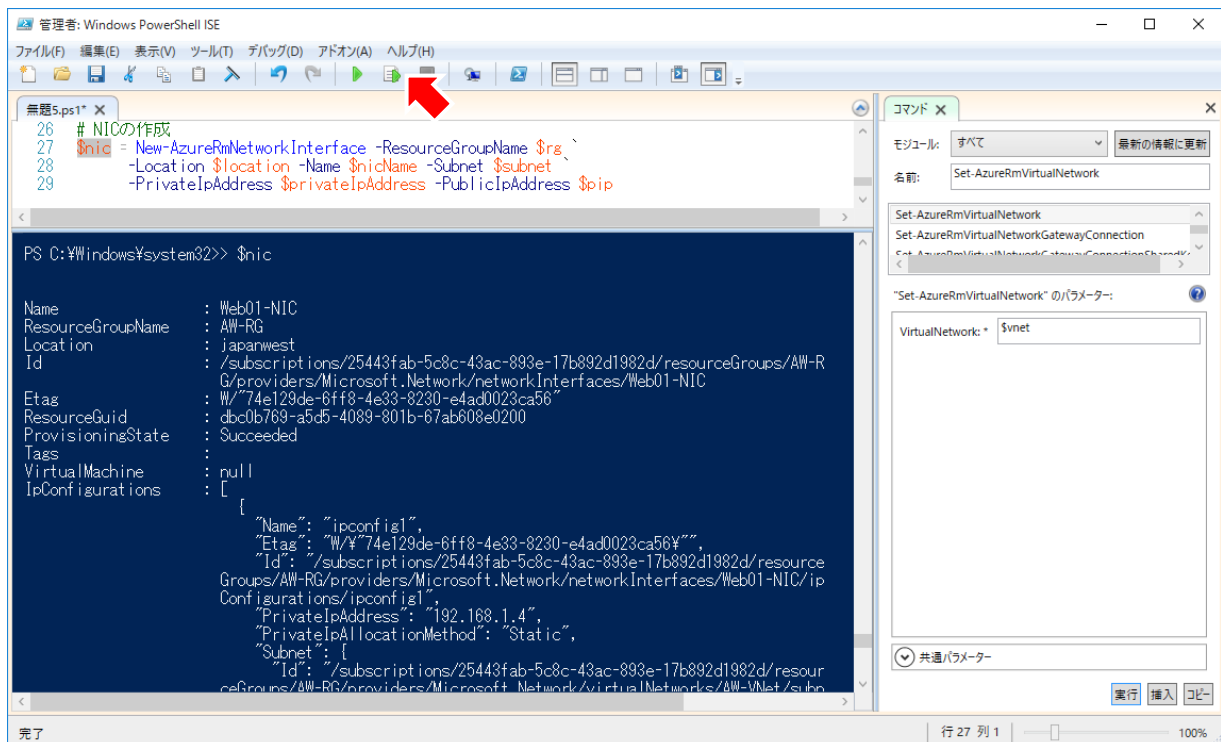 管理者: Windows PowerShell ISE
ファイル(F) 編集(E) 表示(V) ツール(T) デバッグ(D) アドオン(A) ヘルプ(H)
無題5.ps1* X
26 # NICの作成
27 $nic = New-AzureRmNetworkInterface -ResourceGroupName $rg `
28 -Location $location -Name $nicName -Subnet $subnet `
29 -PrivateIpAddress $privateIpAddress -PublicIpAddress $pip
PS C:¥Windows¥system32>> $nic
Name : Web01-NIC
ResourceGroupName : AW-RG
Location : japanwest
Id : /subscriptions/25443fab-5c8c-43ac-893e-17b892d1982d/resourceGroups/AW-R
G/providers/Microsoft.Network/networkInterfaces/Web01-NIC
Etag : W/"74e129de-6ff8-4e33-8230-e4ad0023ca56"
ResourceGuid : dbc0b769-a5d5-4089-801b-67ab608e0200
ProvisioningState : Succeeded
Tags :
VirtualMachine : null
IpConfigurations : [
{
"Name": "ipconfig1",
"Etag": "W/¥"74e129de-6ff8-4e33-8230-e4ad0023ca56¥"",
"Id": "/subscriptions/25443fab-5c8c-43ac-893e-17b892d1982d/resource
Groups/AW-RG/providers/Microsoft.Network/networkInterfaces/Web01-NIC/ip
Configurations/ipconfig1",
"PrivateIpAddress": "192.168.1.4",
"PrivateIpAllocationMethod": "Static",
"Subnet": {
"Id": "/subscriptions/25443fab-5c8c-43ac-893e-17b892d1982d/resour
ceGroups/AW-RG/providers/Microsoft.Network/virtualNetworks/AW-VNet/subn
コマンド X
モジュール: すべて 最新の情報に更新
名前: Set-AzureRmVirtualNetwork
Set-AzureRmVirtualNetwork
Set-AzureRmVirtualNetworkGatewayConnection
"Set-AzureRmVirtualNetwork" のパラメーター:
VirtualNetwork: * $vnet
共通パラメーター
実行 挿入 コピー
完了
行 27 列 1
100%